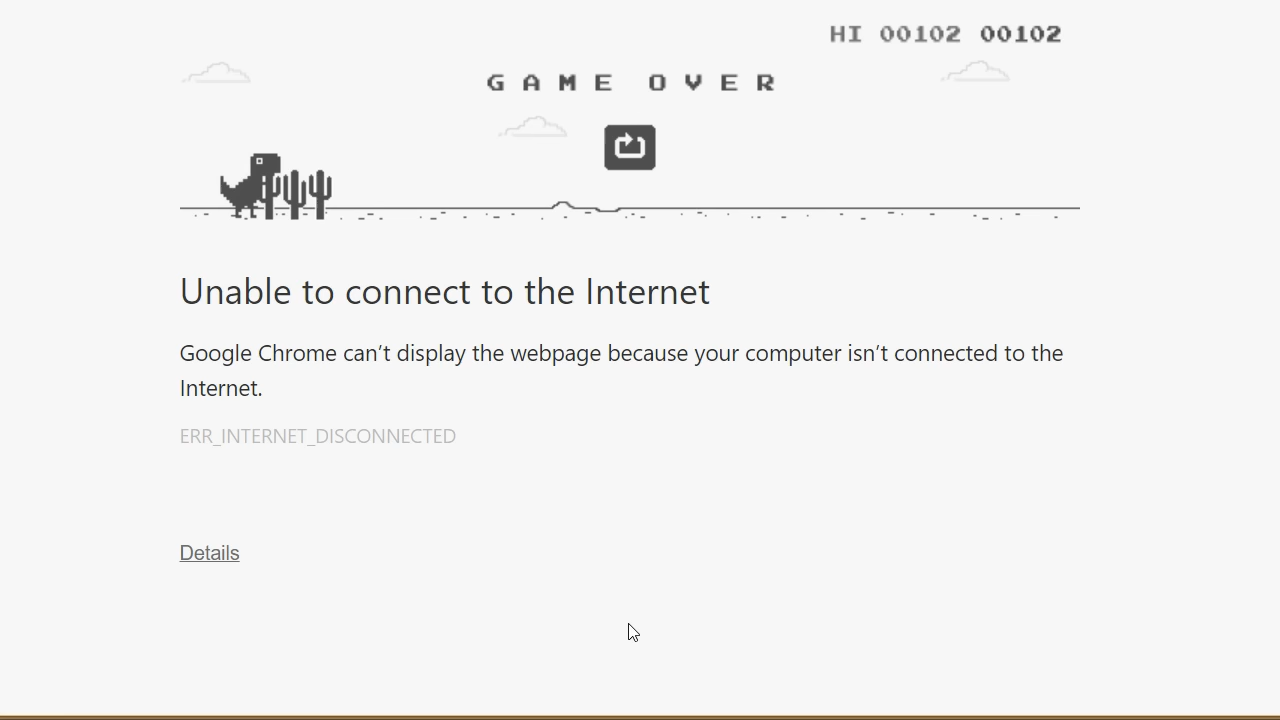 HI 00102 00102
GAME OVER
Unable to connect to the Internet
Google Chrome can’t display the webpage because your computer isn’t connected to the
Internet.
ERR_INTERNET_DISCONNECTED
Details